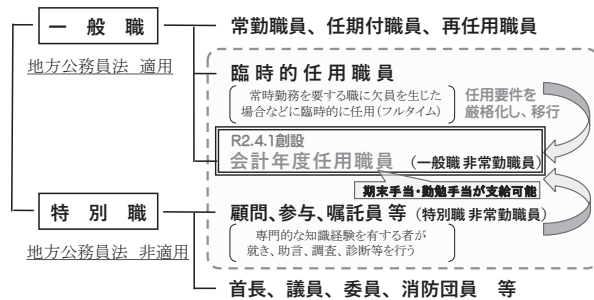 一般職
常勤職員、任期付職員、再任用職員
地方公務員法 適用
臨時的任用職員
常時勤務を要する職に欠員を生じた
場合などに臨時的に任用(フルタイム)
任用要件を
厳格化し、移行
R2.4.1創設
会計年度任用職員 (一般職 非常勤職員)
期末手当・勤勉手当が支給可能
特別職
顧問、参与、嘱託員 等 (特別職 非常勤職員)
地方公務員法 非適用
専門的な知識経験を有する者が
就き、助言、調査、診断等を行う
首長、議員、委員、消防団員 等